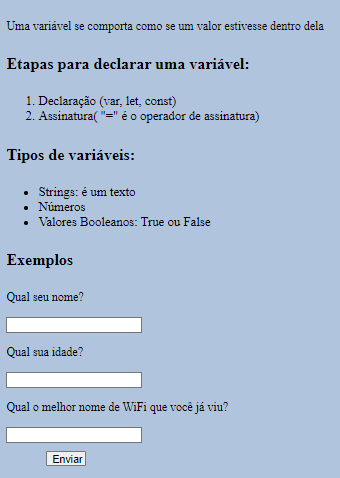 Uma variável se comporta como se um valor estivesse dentro dela
Etapas para declarar uma variável:
1. Declaração (var, let, const)
2. Assinatura( "=" é o operador de assinatura)
Tipos de variáveis:
• Strings: é um texto
• Números
• Valores Booleanos: True ou False
Exemplos
Qual seu nome?
Qual sua idade?
Qual o melhor nome de WiFi que você já viu?
Enviar